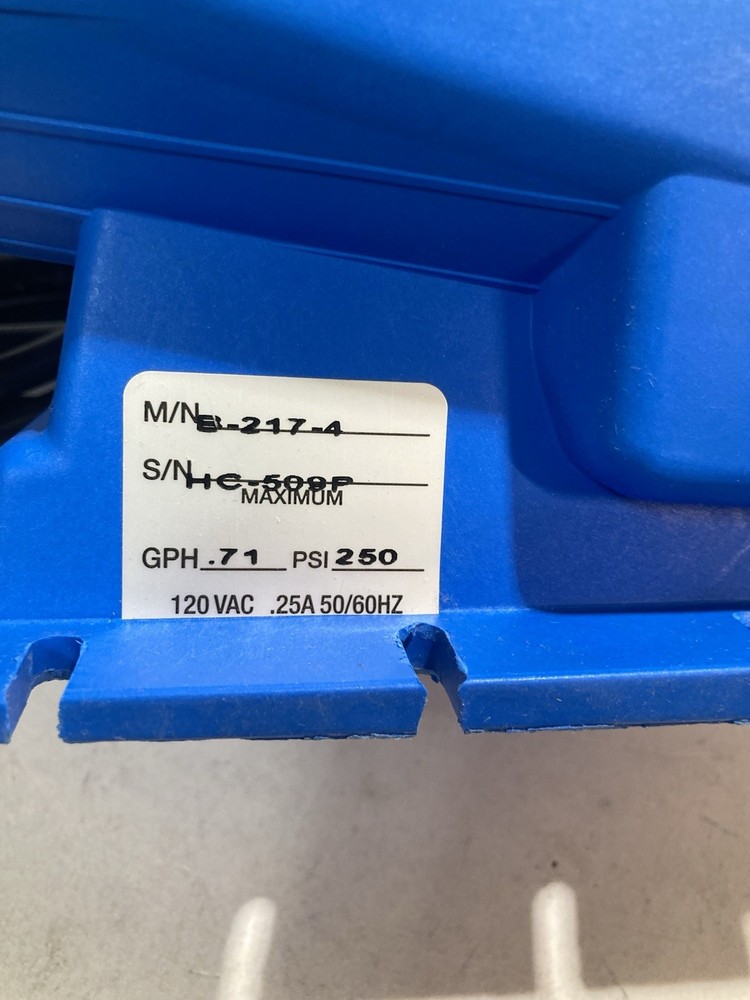 M/N B-217-4
S/N HC-509P
MAXIMUM
GPH .71 PSI 250
120 VAC .25A 50/60HZ